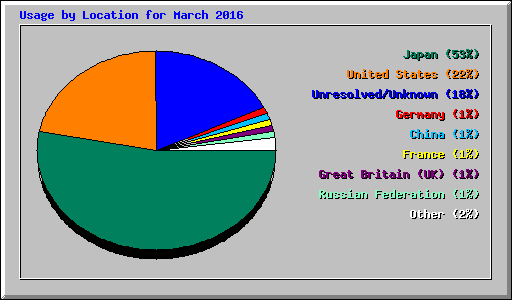 Usage by Location for March 2016
Japan (53%)
United States (22%)
Unresolved/Unknown (18%)
Germany (1%)
China (1%)
France (1%)
Great Britain (UK) (1%)
Russian Federation (1%)
Other (2%)